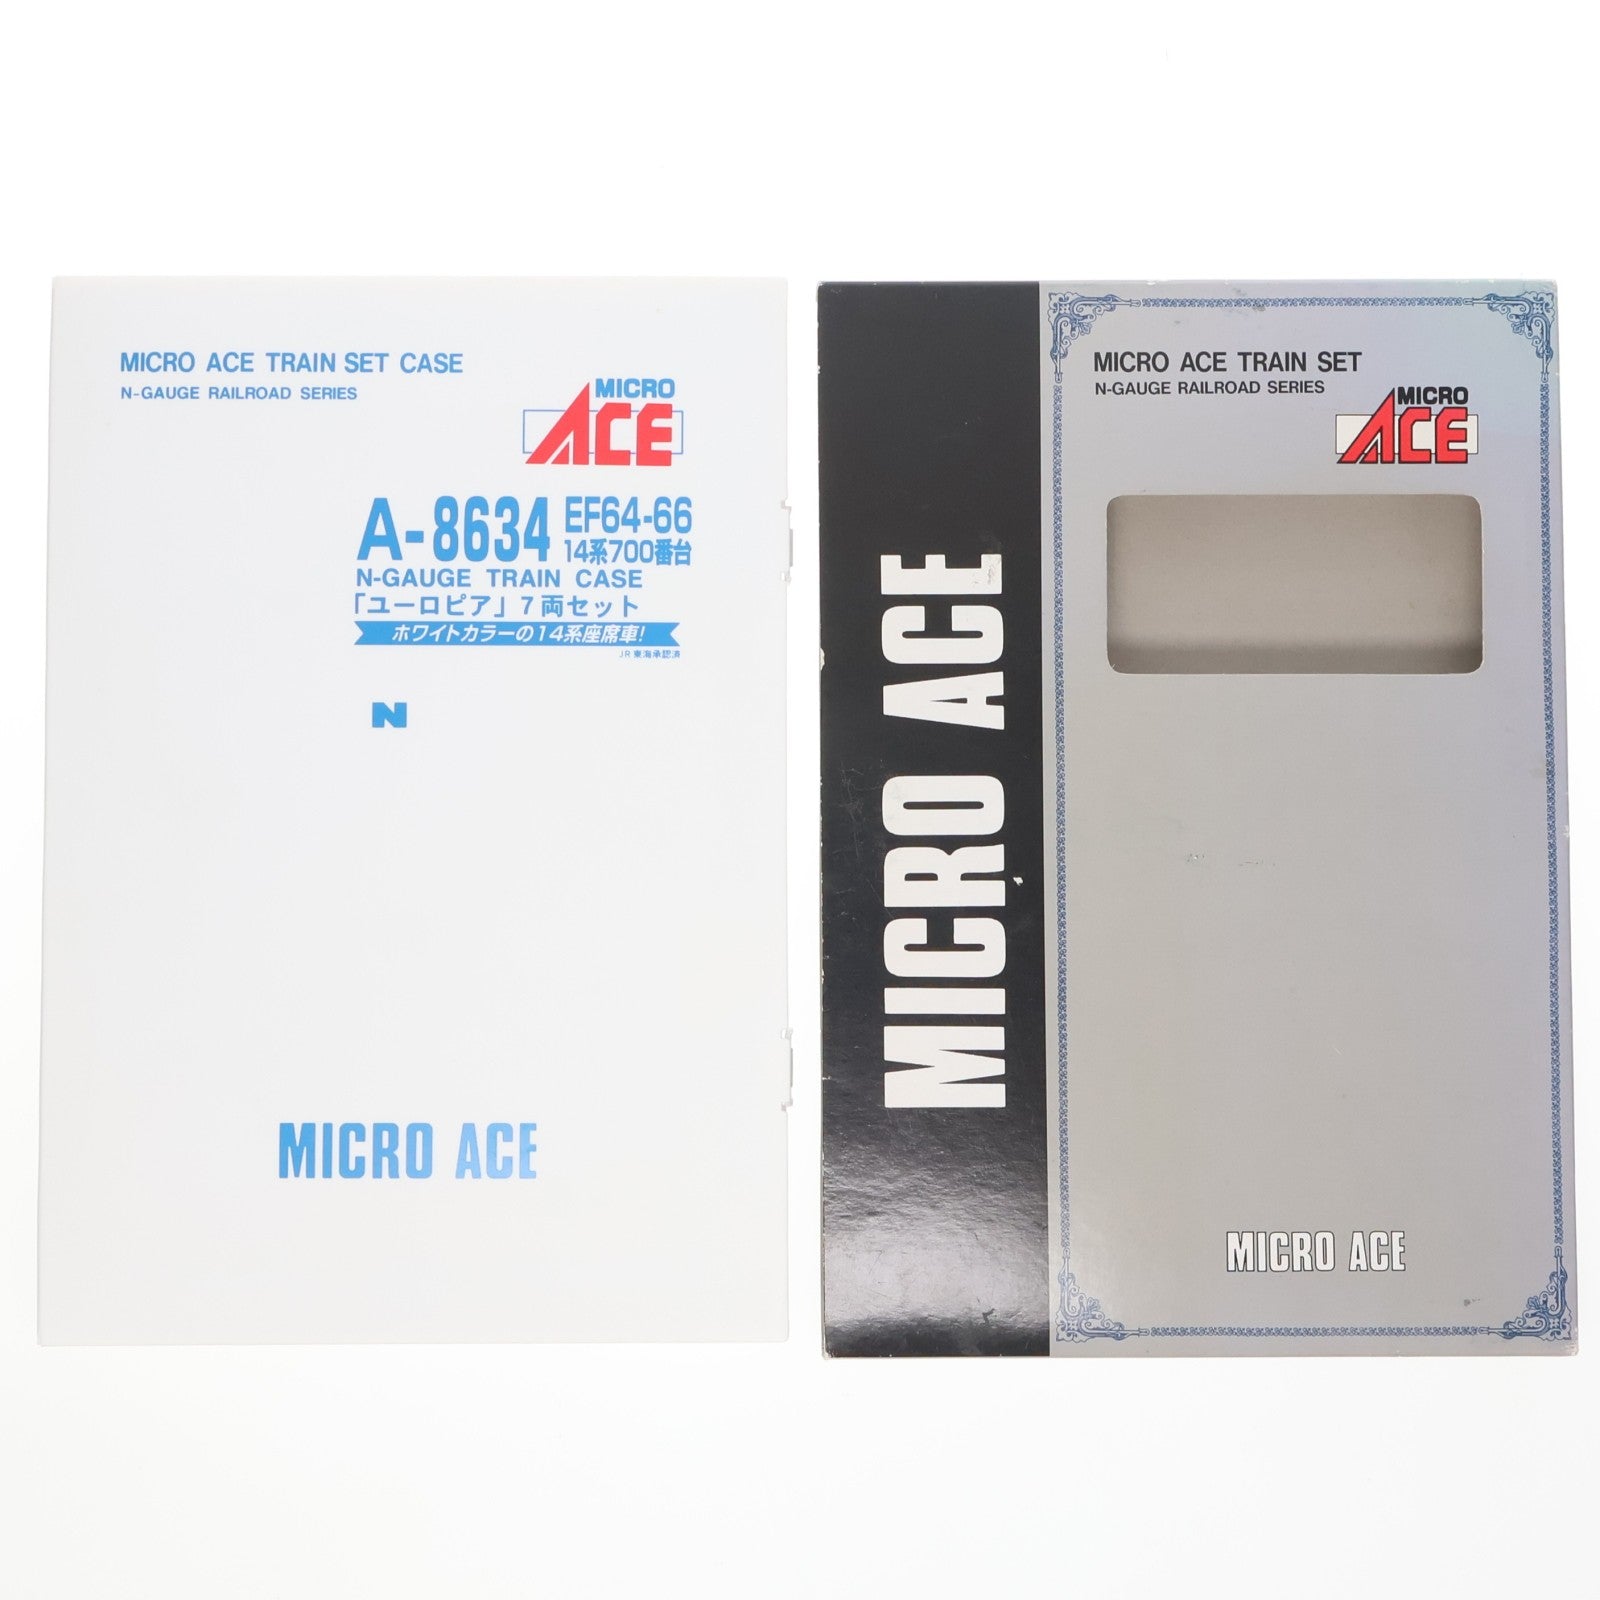 MICRO ACE TRAIN SET CASE
N-GAUGE RAILROAD SERIES
MICRO
ACE
A-8634
EF64-66
14系700番台
N-GAUGE TRAIN CASE
「ユーロピア」7両セット
ホワイトカラーの14系座席車!
JR東海承認済
N
MICRO ACE
MICRO ACE
MICRO ACE TRAIN SET
N-GAUGE RAILROAD SERIES
MICRO
ACE
MICRO ACE